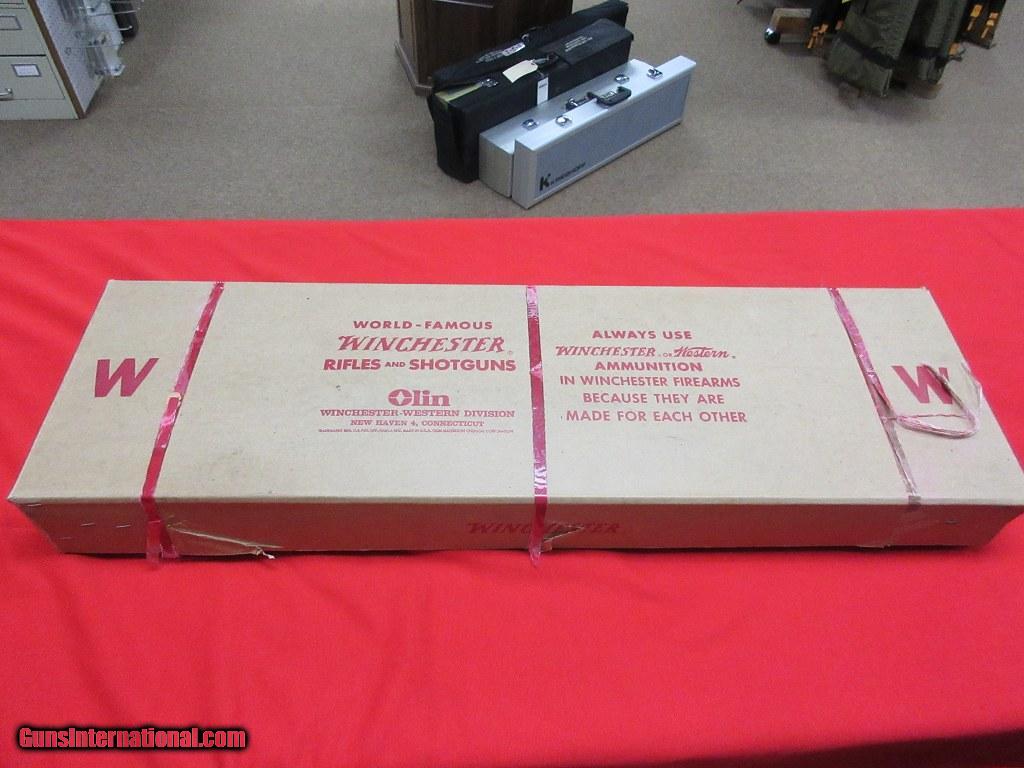 W
WORLD-FAMOUS
WINCHESTER®
RIFLES AND SHOTGUNS
Olin
WINCHESTER-WESTERN DIVISION
NEW HAVEN 4, CONNECTICUT
ALWAYS USE
WINCHESTER OR Western
AMMUNITION
IN WINCHESTER FIREARMS
BECAUSE THEY ARE
MADE FOR EACH OTHER
W
WINCHESTER
GunsInternational.com